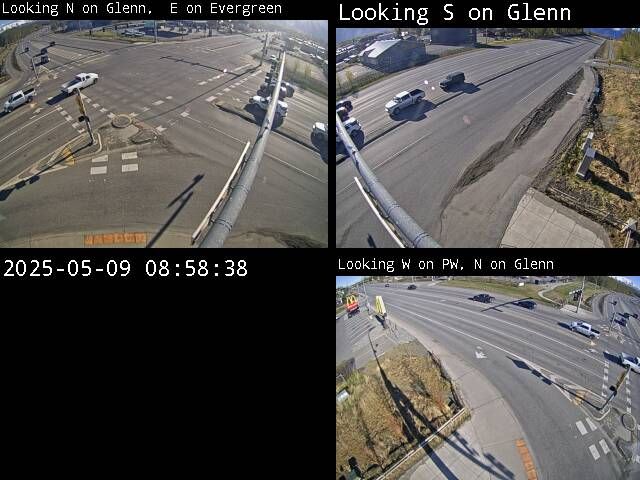 Looking N on Glenn,  E on Evergreen
Looking S on Glenn
2025-05-09 08:58:38
Looking W on PW, N on Glenn